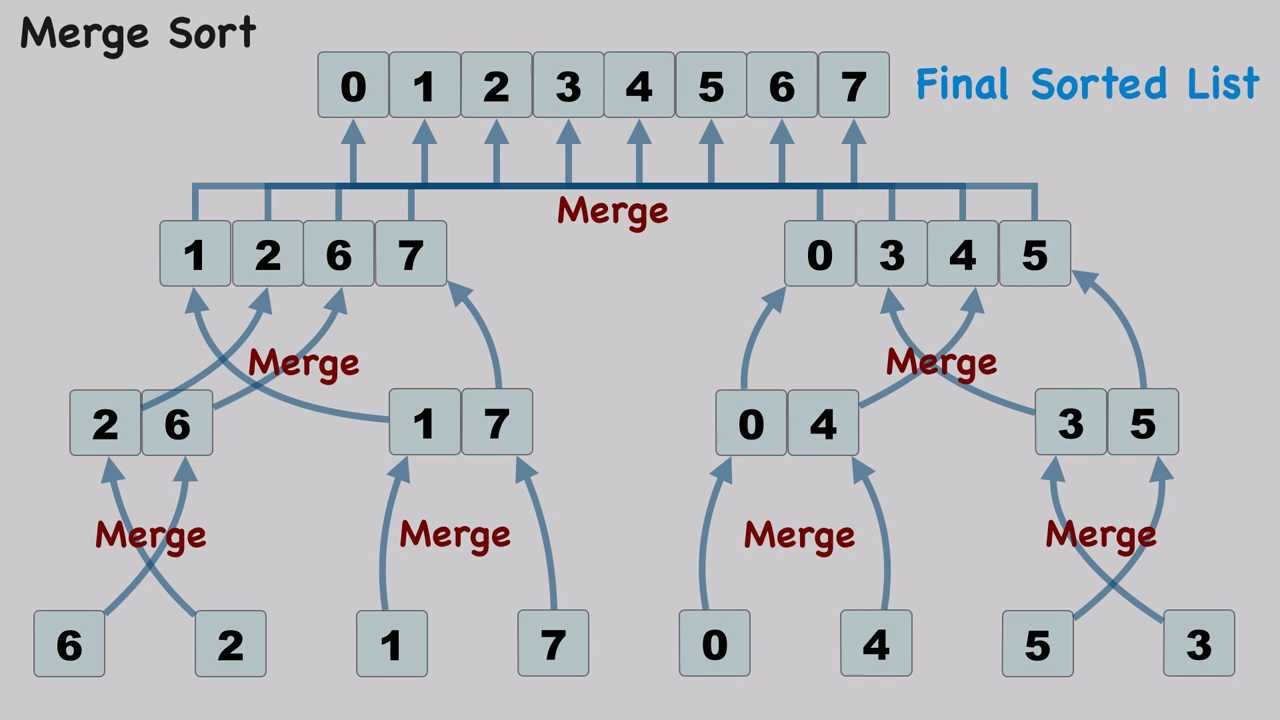 Merge Sort
0 1 2 3 4 5 6 7 Final Sorted List
Merge
1 2 6 7 0 3 4 5
Merge Merge
2 6 1 7 0 4 3 5
Merge Merge Merge Merge
6 2 1 7 0 4 5 3